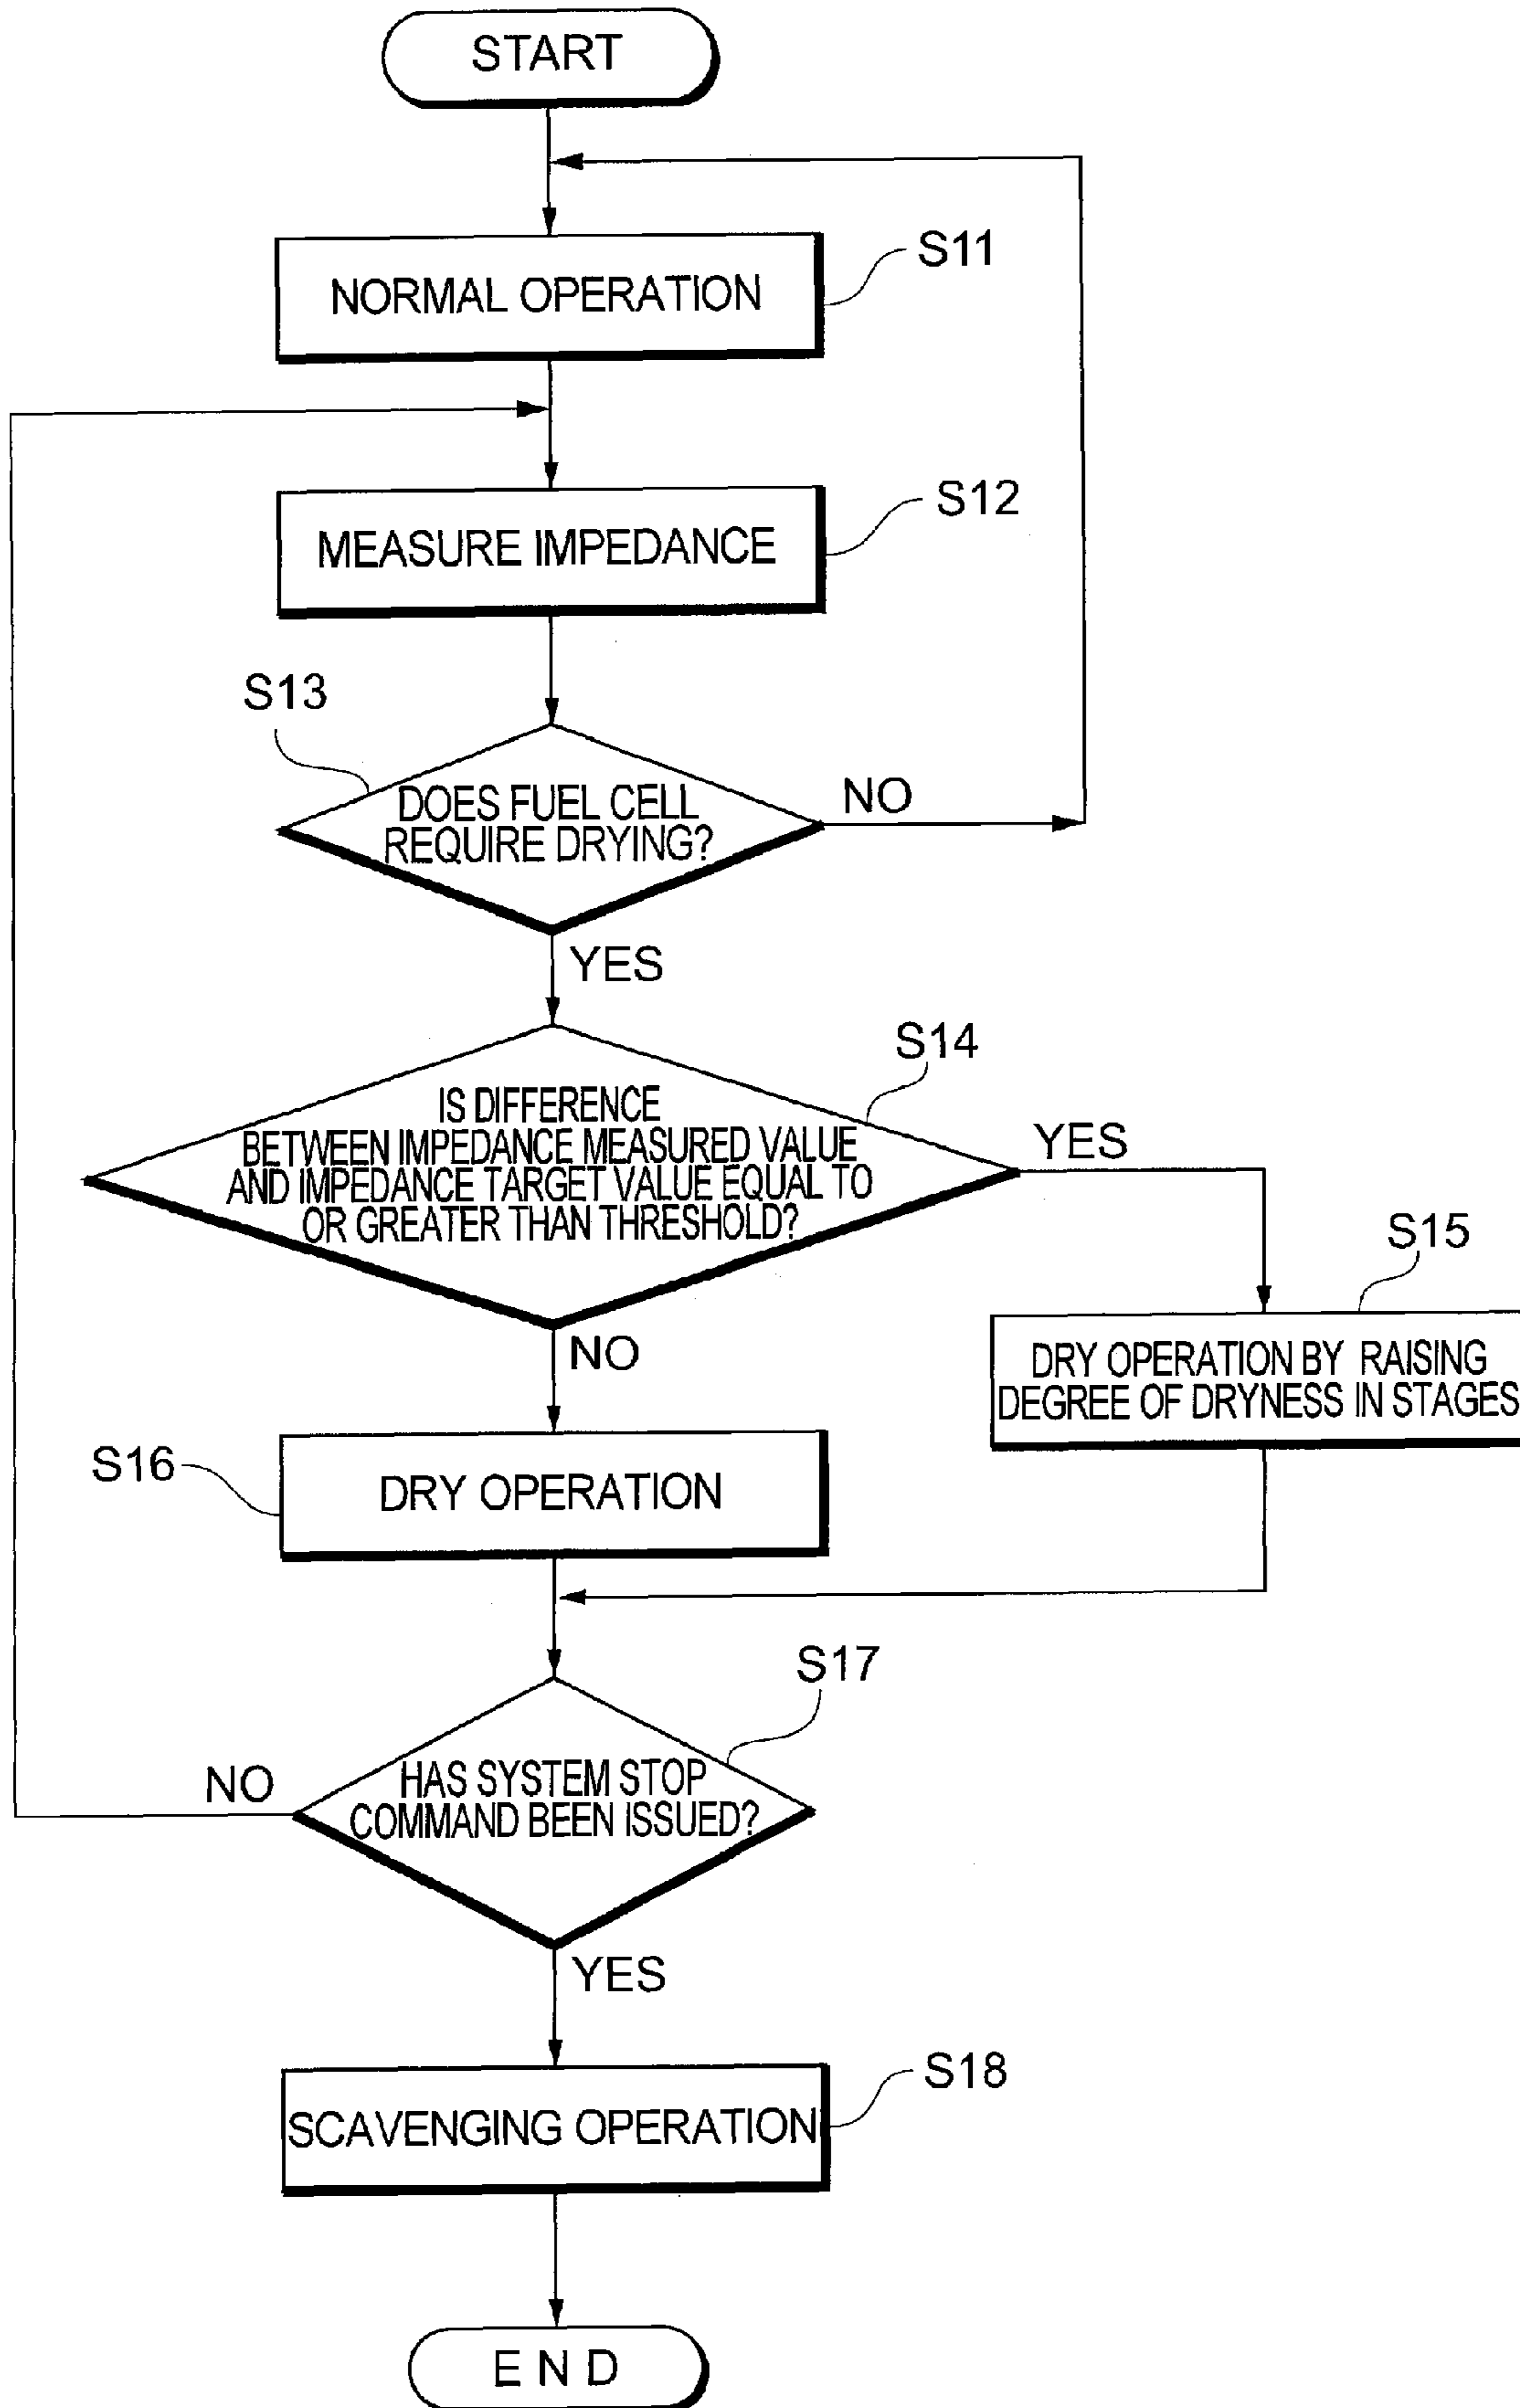 START
S11
NORMAL OPERATION
S12
MEASURE IMPEDANCE
S13
DOES FUEL CELL
REQUIRE DRYING?
NO
YES
S14
IS DIFFERENCE
BETWEEN IMPEDANCE MEASURED VALUE
AND IMPEDANCE TARGET VALUE EQUAL TO
OR GREATER THAN THRESHOLD?
YES
S15
NO
DRY OPERATION BY RAISING
DEGREE OF DRYNESS IN STAGES
S16
DRY OPERATION
S17
HAS SYSTEM STOP
COMMAND BEEN ISSUED?
NO
YES
S18
SCAVENGING OPERATION
END